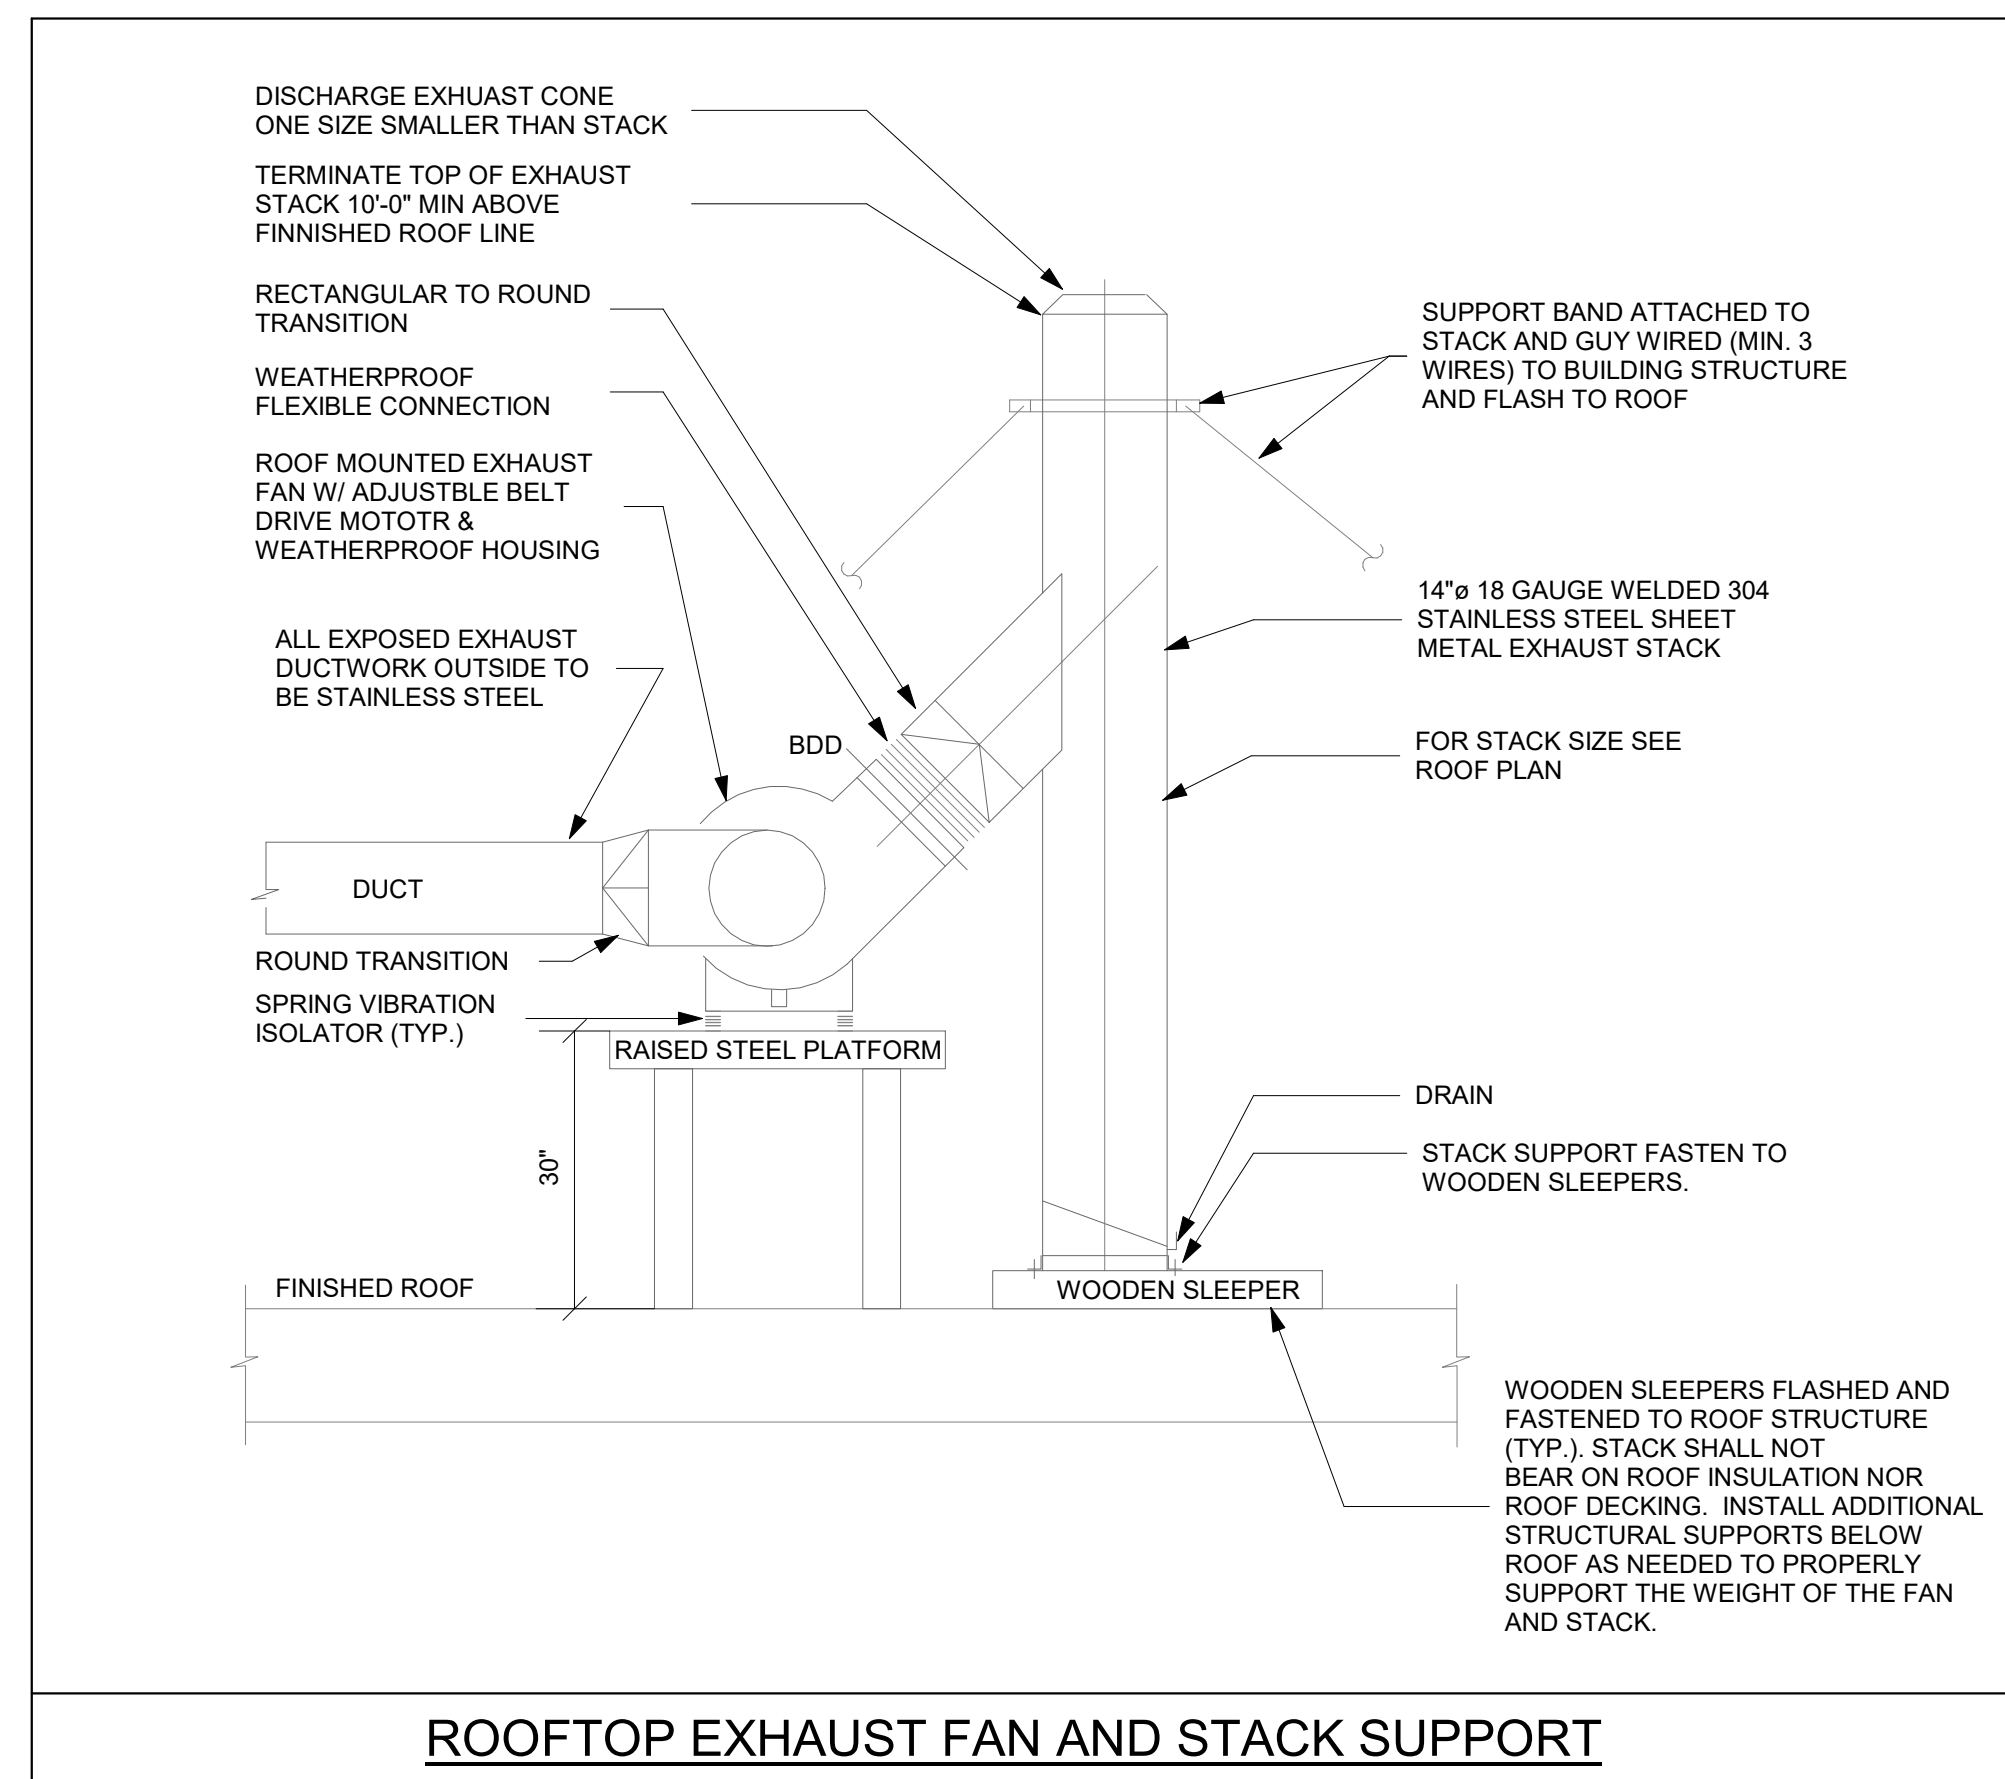 DISCHARGE EXHUAST CONE
ONE SIZE SMALLER THAN STACK
TERMINATE TOP OF EXHAUST
STACK 10'-0" MIN ABOVE
FINNISHED ROOF LINE
RECTANGULAR TO ROUND
TRANSITION
WEATHERPROOF
FLEXIBLE CONNECTION
ROOF MOUNTED EXHAUST
FAN W/ ADJUSTBLE BELT
DRIVE MOTOTR &
WEATHERPROOF HOUSING
ALL EXPOSED EXHAUST
DUCTWORK OUTSIDE TO
BE STAINLESS STEEL
BDD
DUCT
ROUND TRANSITION
SPRING VIBRATION
ISOLATOR (TYP.)
RAISED STEEL PLATFORM
30"
FINISHED ROOF
SUPPORT BAND ATTACHED TO
STACK AND GUY WIRED (MIN. 3
WIRES) TO BUILDING STRUCTURE
AND FLASH TO ROOF
14"ø 18 GAUGE WELDED 304
STAINLESS STEEL SHEET
METAL EXHAUST STACK
FOR STACK SIZE SEE
ROOF PLAN
DRAIN
STACK SUPPORT FASTEN TO
WOODEN SLEEPERS.
WOODEN SLEEPER
WOODEN SLEEPERS FLASHED AND
FASTENED TO ROOF STRUCTURE
(TYP.). STACK SHALL NOT
BEAR ON ROOF INSULATION NOR
ROOF DECKING. INSTALL ADDITIONAL
STRUCTURAL SUPPORTS BELOW
ROOF AS NEEDED TO PROPERLY
SUPPORT THE WEIGHT OF THE FAN
AND STACK.
ROOFTOP EXHAUST FAN AND STACK SUPPORT